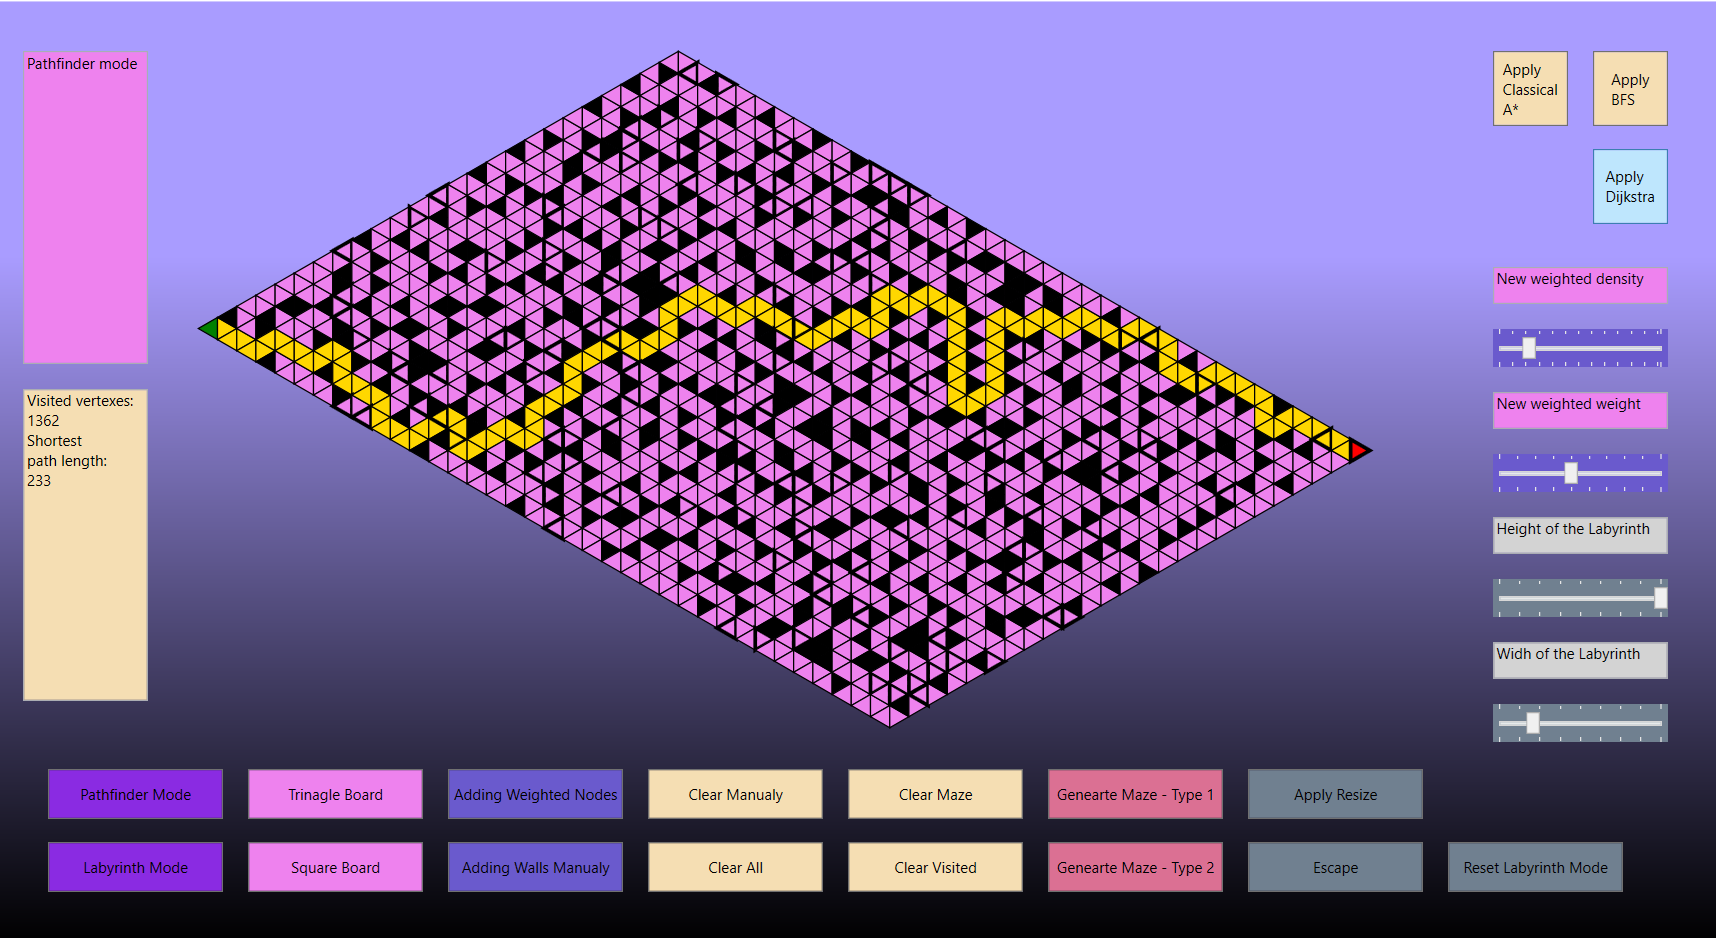 Pathfinder mode
Visited vertexes:
1362
Shortest
path length:
233
Apply
Classical
A*
Apply
BFS
Apply
Dijkstra
New weighted density
New weighted weight
Height of the Labyrinth
Widh of the Labyrinth
Pathfinder Mode
Trinagle Board
Adding Weighted Nodes
Clear Manualy
Clear Maze
Genearte Maze - Type 1
Apply Resize
Labyrinth Mode
Square Board
Adding Walls Manualy
Clear All
Clear Visited
Genearte Maze - Type 2
Escape
Reset Labyrinth Mode